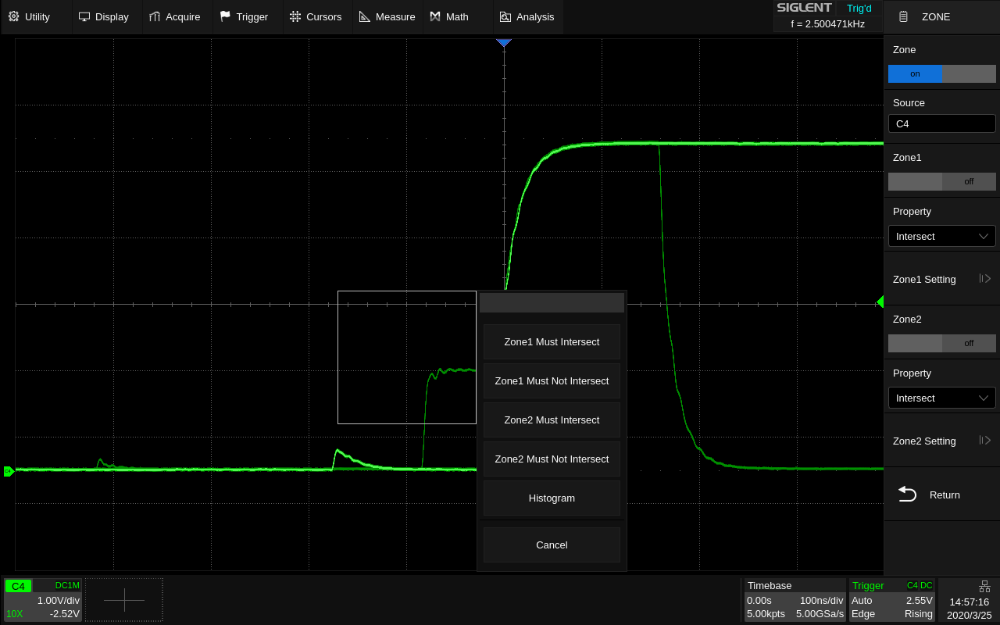 Utility
Display
Acquire
Trigger
Cursors
Measure
Math
Analysis
SIGLENT
Trig'd
f = 2.500471kHz
ZONE
Zone
on
Source
C4
Zone1
off
Property
Intersect
Zone1 Setting
Zone2
off
Property
Intersect
Zone2 Setting
Return
Zone1 Must Intersect
Zone1 Must Not Intersect
Zone2 Must Intersect
Zone2 Must Not Intersect
Histogram
Cancel
C4
C4 DC1M
1.00V/div
10X -2.52V
Timebase
0.00s 100ns/div
5.00kpts 5.00GSa/s
Trigger C4 DC
Auto 2.55V
Edge Rising
14:57:16
2020/3/25